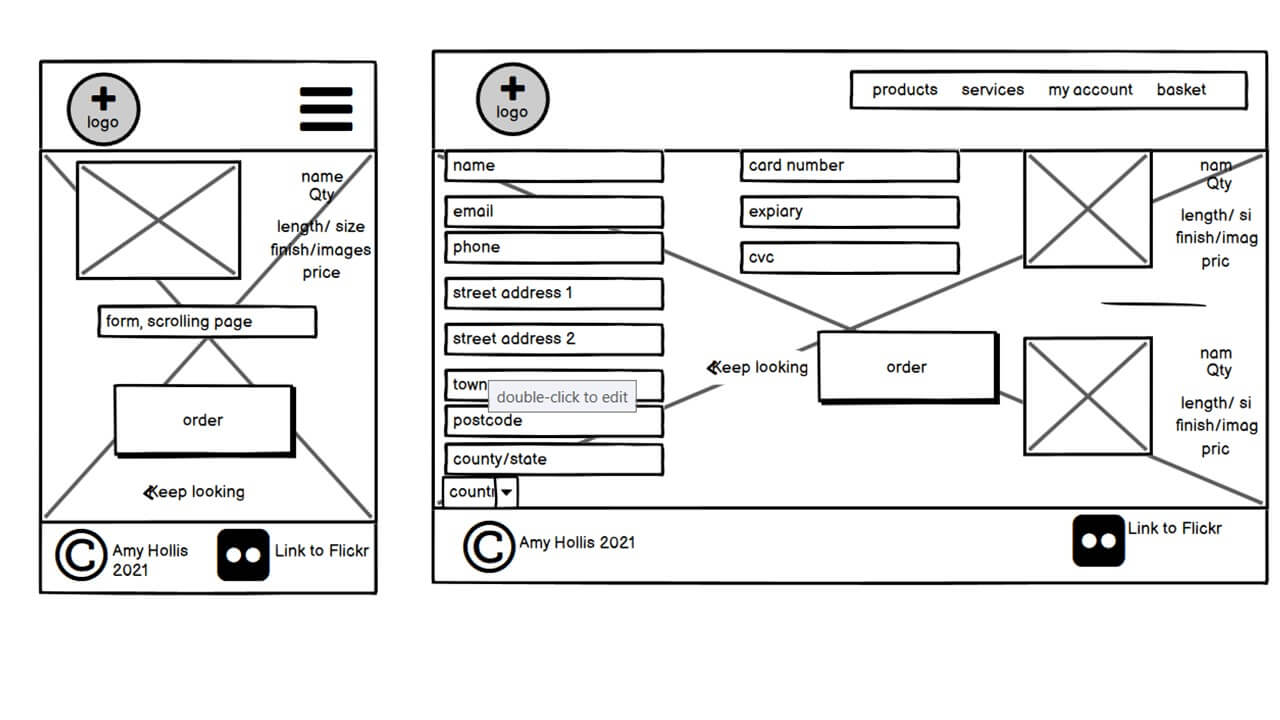 logo
name
Qty
length/ size
finish/images
price
form, scrolling page
order
Keep looking
Amy Hollis
2021
Link to Flickr
logo
products services my account basket
name
email
phone
street address 1
street address 2
town
double-click to edit
postcode
county/state
countr
card number
expiary
cvc
Keep looking
order
nam
Qty
length/ si
finish/imag
pric
nam
Qty
length/ si
finish/imag
pric
Amy Hollis 2021
Link to Flickr